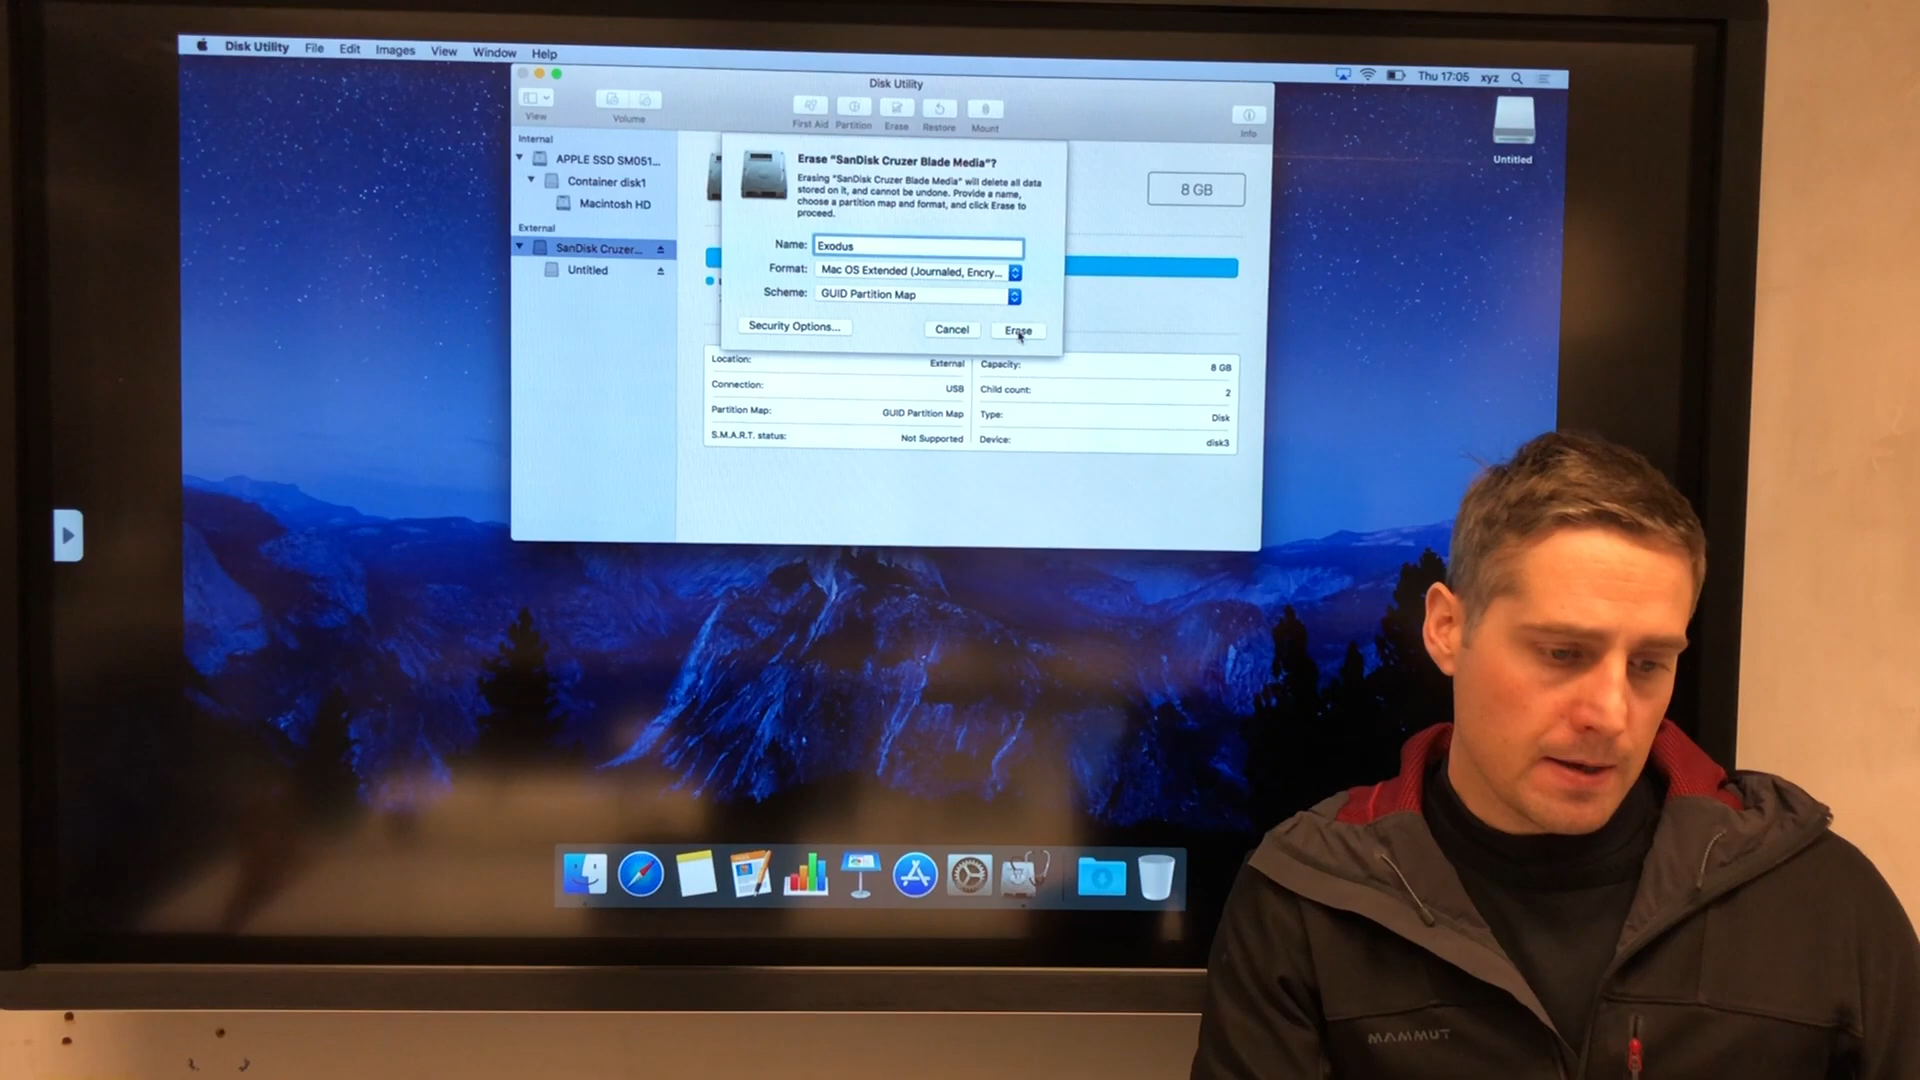 Disk Utility File Edit Images View Window Help
Thu 17:05 xyz
Disk Utility
View
Volume
First Aid Partition Erase Restore Mount
Info
Internal
APPLE SSD SM051...
Container disk1
Macintosh HD
External
SanDisk Cruzer...
Untitled
Erase “SanDisk Cruzer Blade Media”?
Erasing “SanDisk Cruzer Blade Media” will delete all data
stored on it, and cannot be undone. Provide a name,
choose a partition map and format, and click Erase to
proceed.
Name: Exodus
Format: Mac OS Extended (Journaled, Encry...
Scheme: GUID Partition Map
Security Options...
Cancel
Erase
8 GB
Location: External
Connection: USB
Partition Map: GUID Partition Map
S.M.A.R.T. status: Not Supported
Capacity: 8 GB
Child count: 2
Type: Disk
Device: disk3
Untitled
MAMMUT